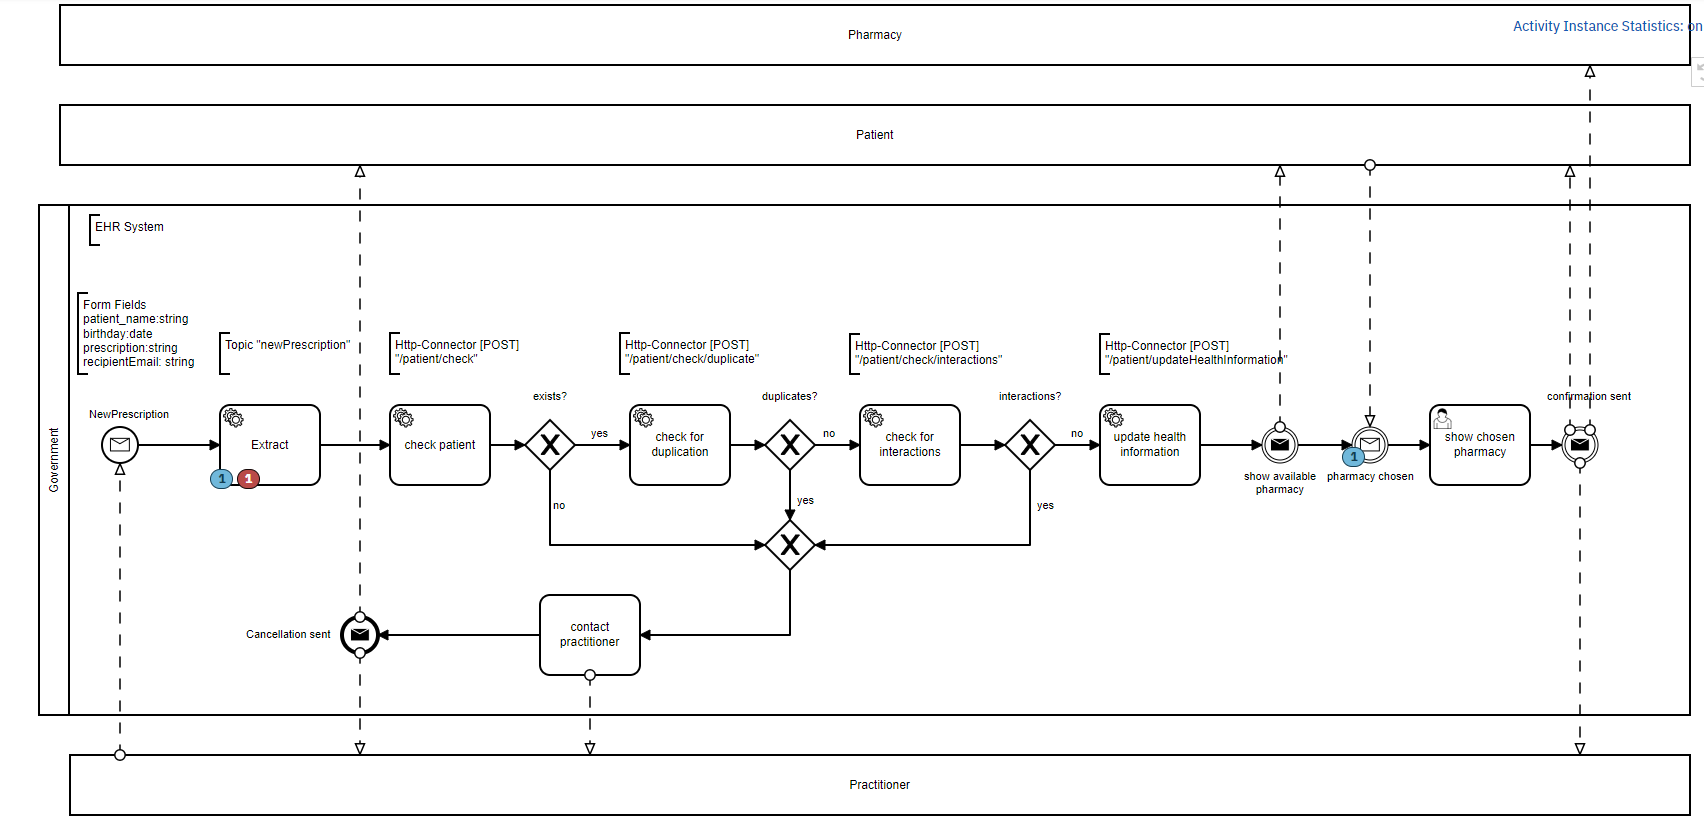 Pharmacy
Activity Instance Statistics: on
Patient
Government
EHR System
Form Fields
patient_name:string
birthday:date
prescription:string
recipientEmail: string
Topic "newPrescription"
Http-Connector [POST]
"/patient/check"
Http-Connector [POST]
"/patient/check/duplicate"
Http-Connector [POST]
"/patient/check/interactions"
Http-Connector [POST]
"/patient/updateHealthInformation"
NewPrescription
Extract
1
1
check patient
exists?
yes
no
check for
duplication
duplicates?
no
yes
check for
interactions
interactions?
no
yes
update health
information
show available
pharmacy
pharmacy chosen
1
show chosen
pharmacy
confirmation sent
Cancellation sent
contact
practitioner
Practitioner